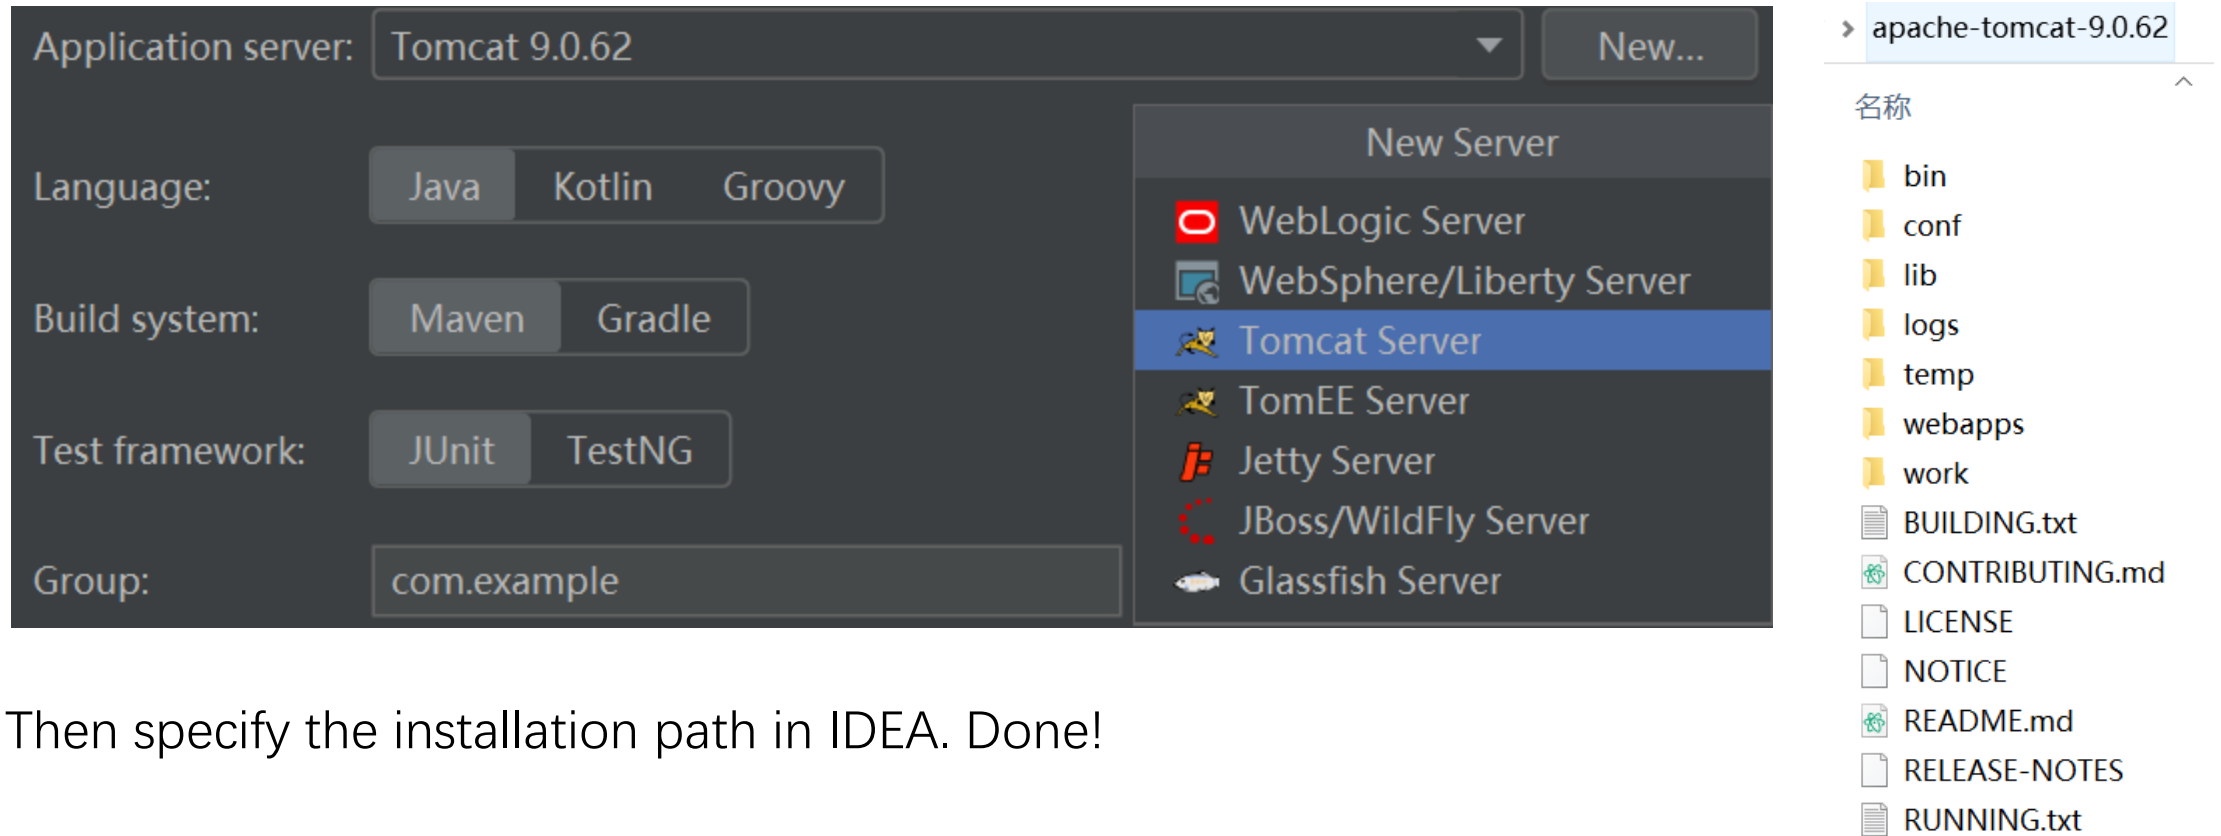 Application server: Tomcat 9.0.62 New...
Language: Java Kotlin Groovy
Build system: Maven Gradle
Test framework: JUnit TestNG
Group: com.example
New Server
WebLogic Server
WebSphere/Liberty Server
Tomcat Server
TomEE Server
Jetty Server
JBoss/WildFly Server
Glassfish Server
Then specify the installation path in IDEA. Done!
apache-tomcat-9.0.62
名称
bin
conf
lib
logs
temp
webapps
work
BUILDING.txt
CONTRIBUTING.md
LICENSE
NOTICE
README.md
RELEASE-NOTES
RUNNING.txt